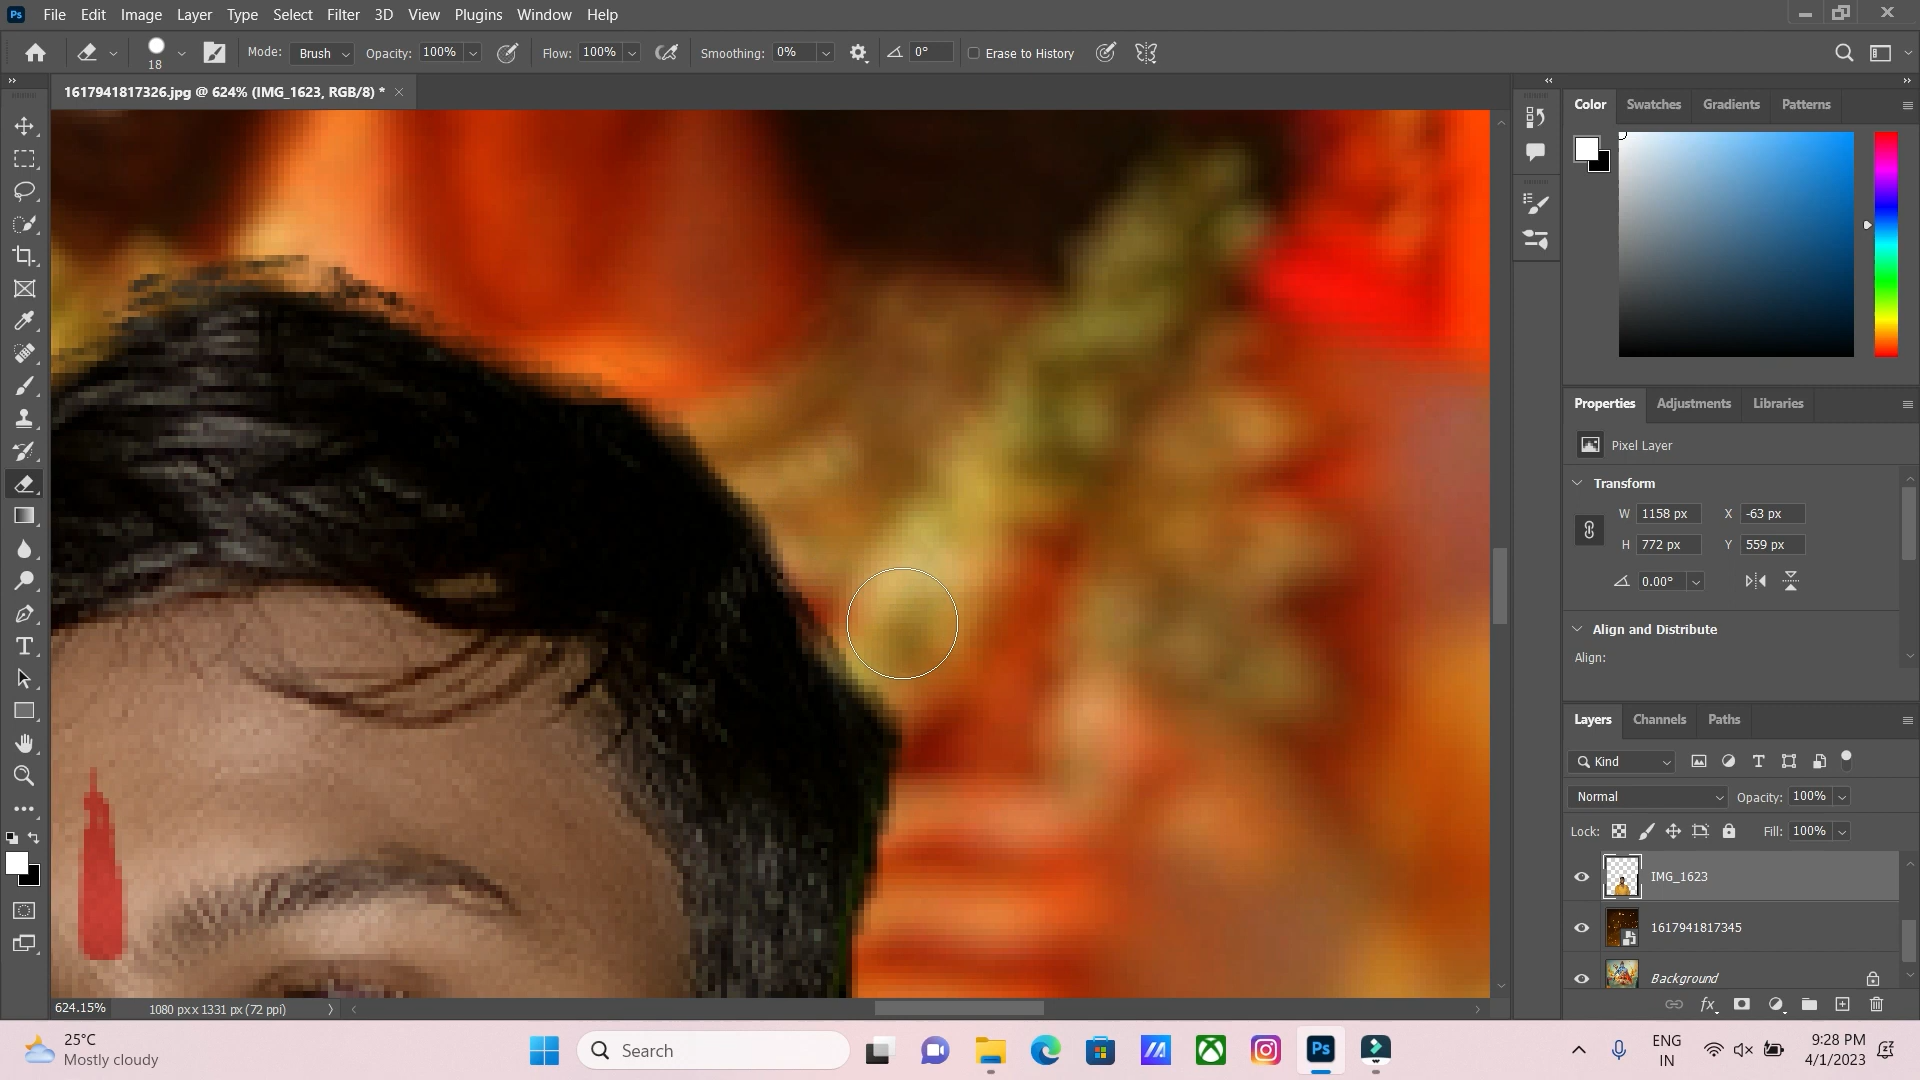 Ps File Edit Image Layer Type Select Filter 3D View Plugins Window Help
18 Mode: Brush Opacity: 100% Flow: 100% Smoothing: 0% 0° Erase to History
1617941817326.jpg @ 624% (IMG_1623, RGB/8) *
Color Swatches Gradients Patterns
Properties Adjustments Libraries
Pixel Layer
Transform
W 1158 px X -63 px
H 772 px Y 559 px
0.00°
Align and Distribute
Align:
Layers Channels Paths
Kind
Normal Opacity: 100%
Lock: Fill: 100%
IMG_1623
1617941817345
Background
624.15% 1080 px x 1331 px (72 ppi)
25°C
Mostly cloudy
Search
Ps
ENG
IN
9:28 PM
4/1/2023